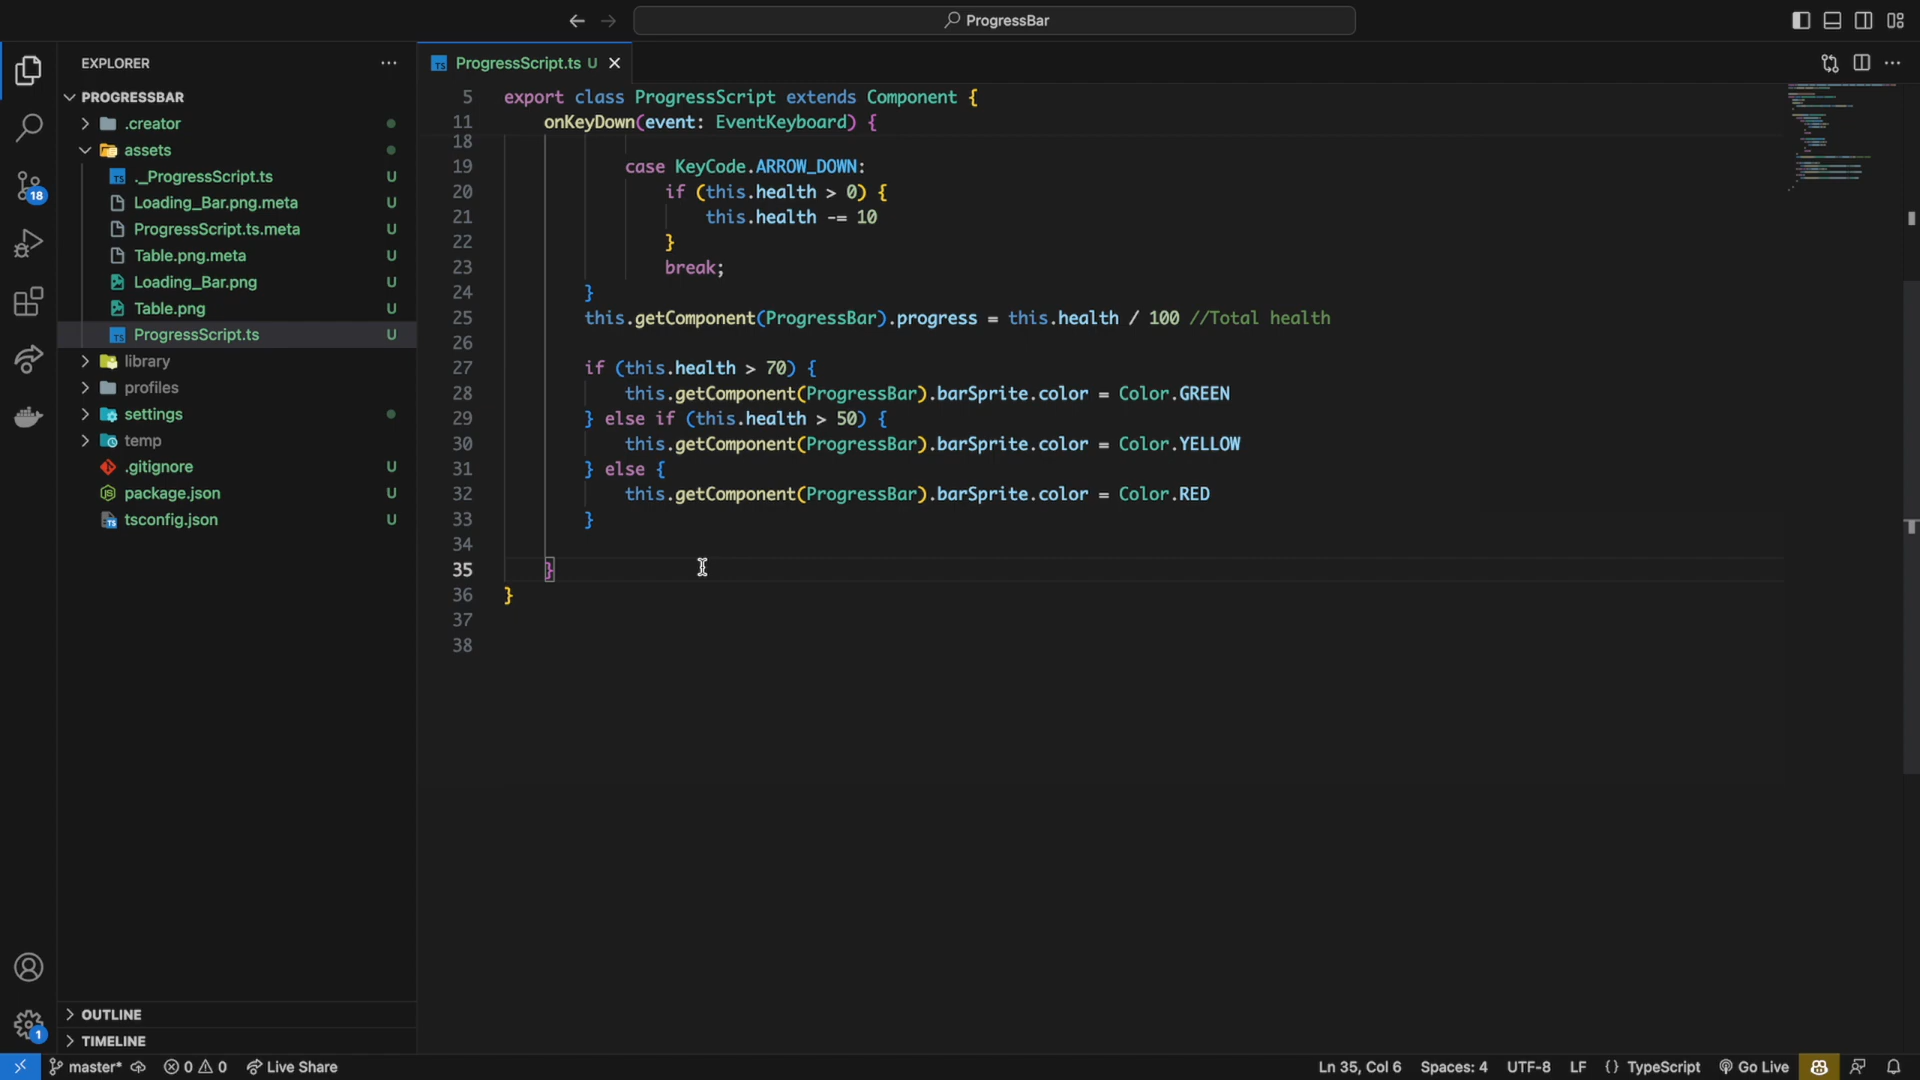 ProgressBar
EXPLORER
PROGRESSBAR
.creator
assets
._ProgressScript.ts U
Loading_Bar.png.meta U
ProgressScript.ts.meta U
Table.png.meta U
Loading_Bar.png U
Table.png U
ProgressScript.ts U
library
profiles
settings
temp
.gitignore U
package.json U
tsconfig.json U
OUTLINE
TIMELINE
18
1
TS ProgressScript.ts U
5 export class ProgressScript extends Component {
11 onKeyDown(event: EventKeyboard) {
18
19 case KeyCode.ARROW_DOWN:
20 if (this.health > 0) {
21 this.health -= 10
22 }
23 break;
24 }
25 this.getComponent(ProgressBar).progress = this.health / 100 //Total health
26
27 if (this.health > 70) {
28 this.getComponent(ProgressBar).barSprite.color = Color.GREEN
29 } else if (this.health > 50) {
30 this.getComponent(ProgressBar).barSprite.color = Color.YELLOW
31 } else {
32 this.getComponent(ProgressBar).barSprite.color = Color.RED
33 }
34
35 }
36 }
37
38
master* 0 0 Live Share Ln 35, Col 6 Spaces: 4 UTF-8 LF {} TypeScript Go Live